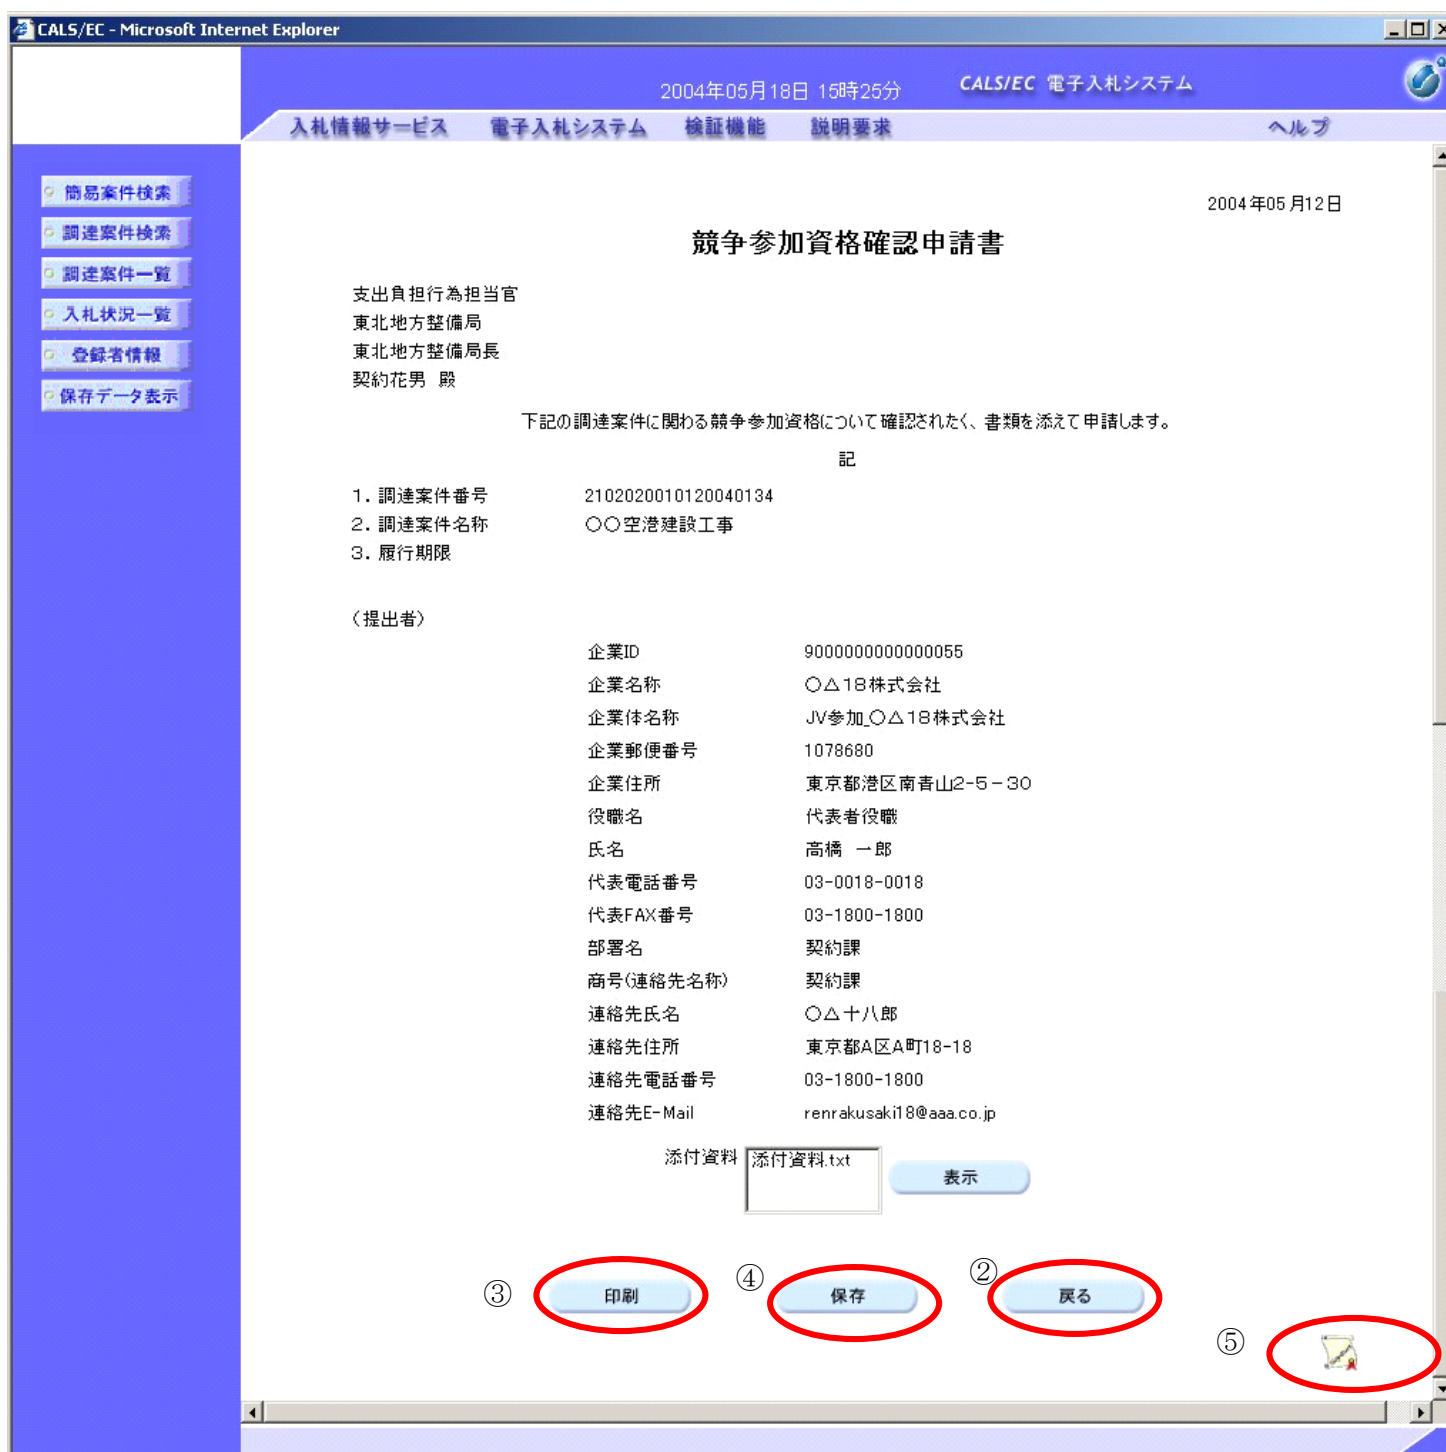 CALS/EC - Microsoft Internet Explorer
2004年05月18日 15時25分
CALS/EC 電子入札システム
入札情報サービス 電子入札システム 検証機能 説明要求 ヘルプ
簡易案件検索
調達案件検索
調達案件一覧
入札状況一覧
登録者情報
保存データ表示
2004年05月12日
競争参加資格確認申請書
支出負担行為担当官
東北地方整備局
東北地方整備局長
契約花男 殿
下記の調達案件に関わる競争参加資格について確認されたく、書類を添えて申請します。
記
1．調達案件番号 2102020010120040134
2．調達案件名称 〇〇空港建設工事
3．履行期限
（提出者）
企業ID 9000000000000055
企業名称 〇△18株式会社
企業体名称 JV参加_〇△18株式会社
企業郵便番号 1078680
企業住所 東京都港区南青山2-5－30
役職名 代表者役職
氏名 高橋 一郎
代表電話番号 03-0018-0018
代表FAX番号 03-1800-1800
部署名 契約課
商号(連絡先名称) 契約課
連絡先氏名 〇△十八郎
連絡先住所 東京都A区A町18-18
連絡先電話番号 03-1800-1800
連絡先E-Mail renrakusaki18@aaa.co.jp
添付資料 添付資料.txt 表示
③ 印刷 ④ 保存 ② 戻る
⑤